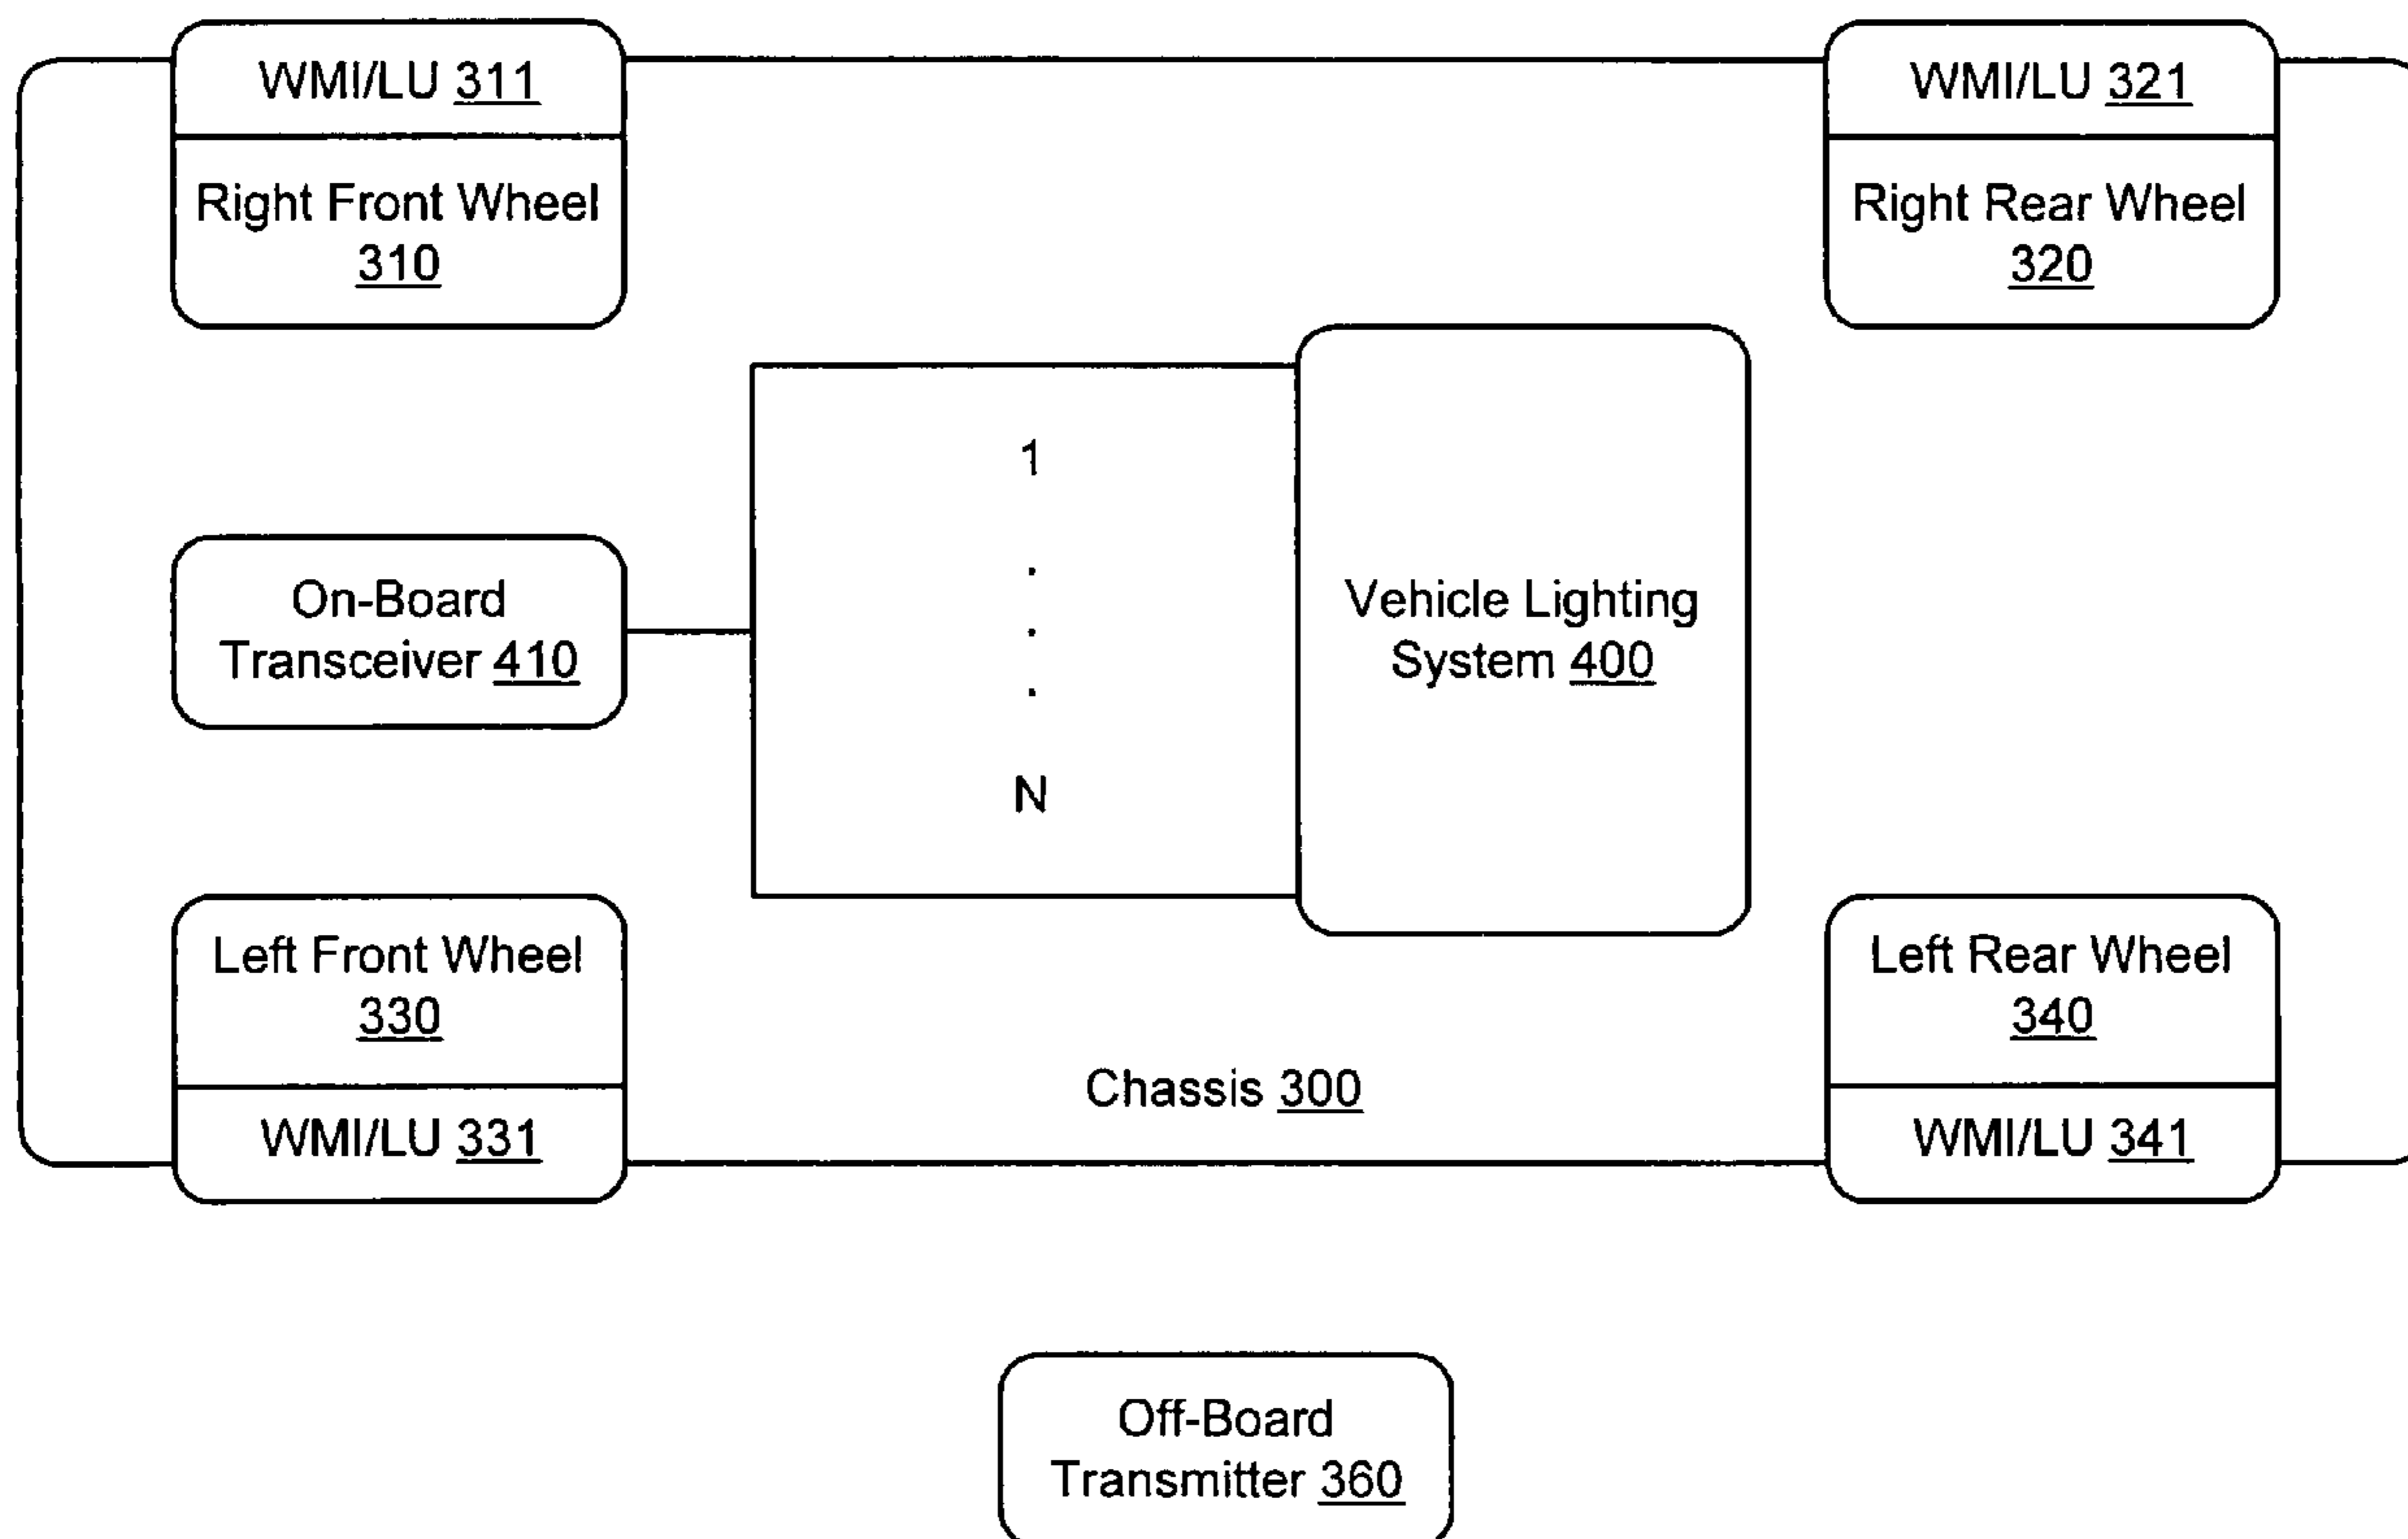 WMI/LU 311
WMI/LU 321
Right Front Wheel
310
Right Rear Wheel
320
1
.
.
.
N
On-Board
Transceiver 410
Vehicle Lighting
System 400
Left Front Wheel
330
Left Rear Wheel
340
Chassis 300
WMI/LU 331
WMI/LU 341
Off-Board
Transmitter 360